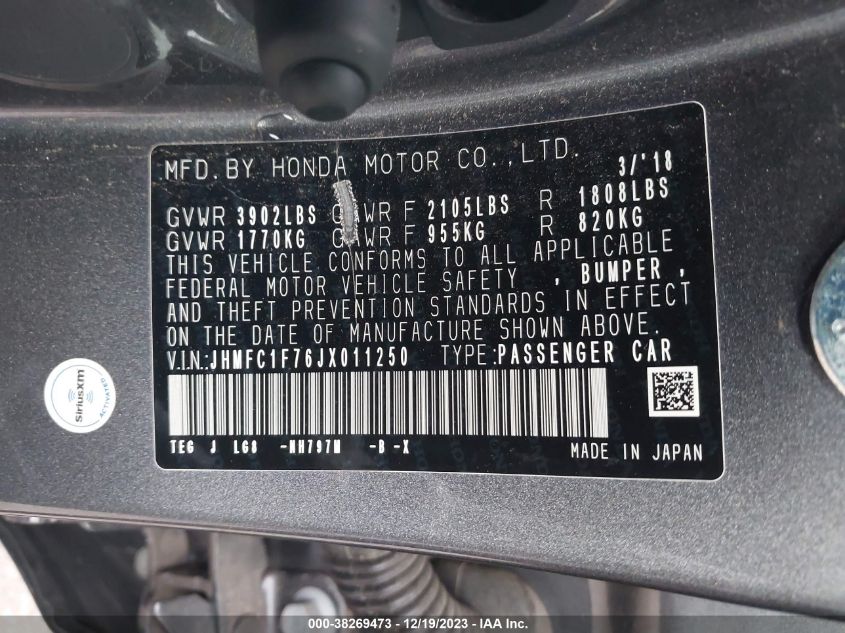 MFD. BY HONDA MOTOR CO., LTD. 3/'18
GVWR 3902LBS GAWR F 2105LBS R 1808LBS
GVWR 1770KG GAWR F 955KG R 820KG
THIS VEHICLE CONFORMS TO ALL APPLICABLE
FEDERAL MOTOR VEHICLE SAFETY , BUMPER ,
AND THEFT PREVENTION STANDARDS IN EFFECT
ON THE DATE OF MANUFACTURE SHOWN ABOVE.
V.I.N.:JHMFC1F76JX011250 TYPE:PASSENGER CAR
TEG J LG8 -NH797M -B -X
MADE IN JAPAN
SiriusXM
ACTIVATED
000-38269473 - 12/19/2023 - IAA, Inc.